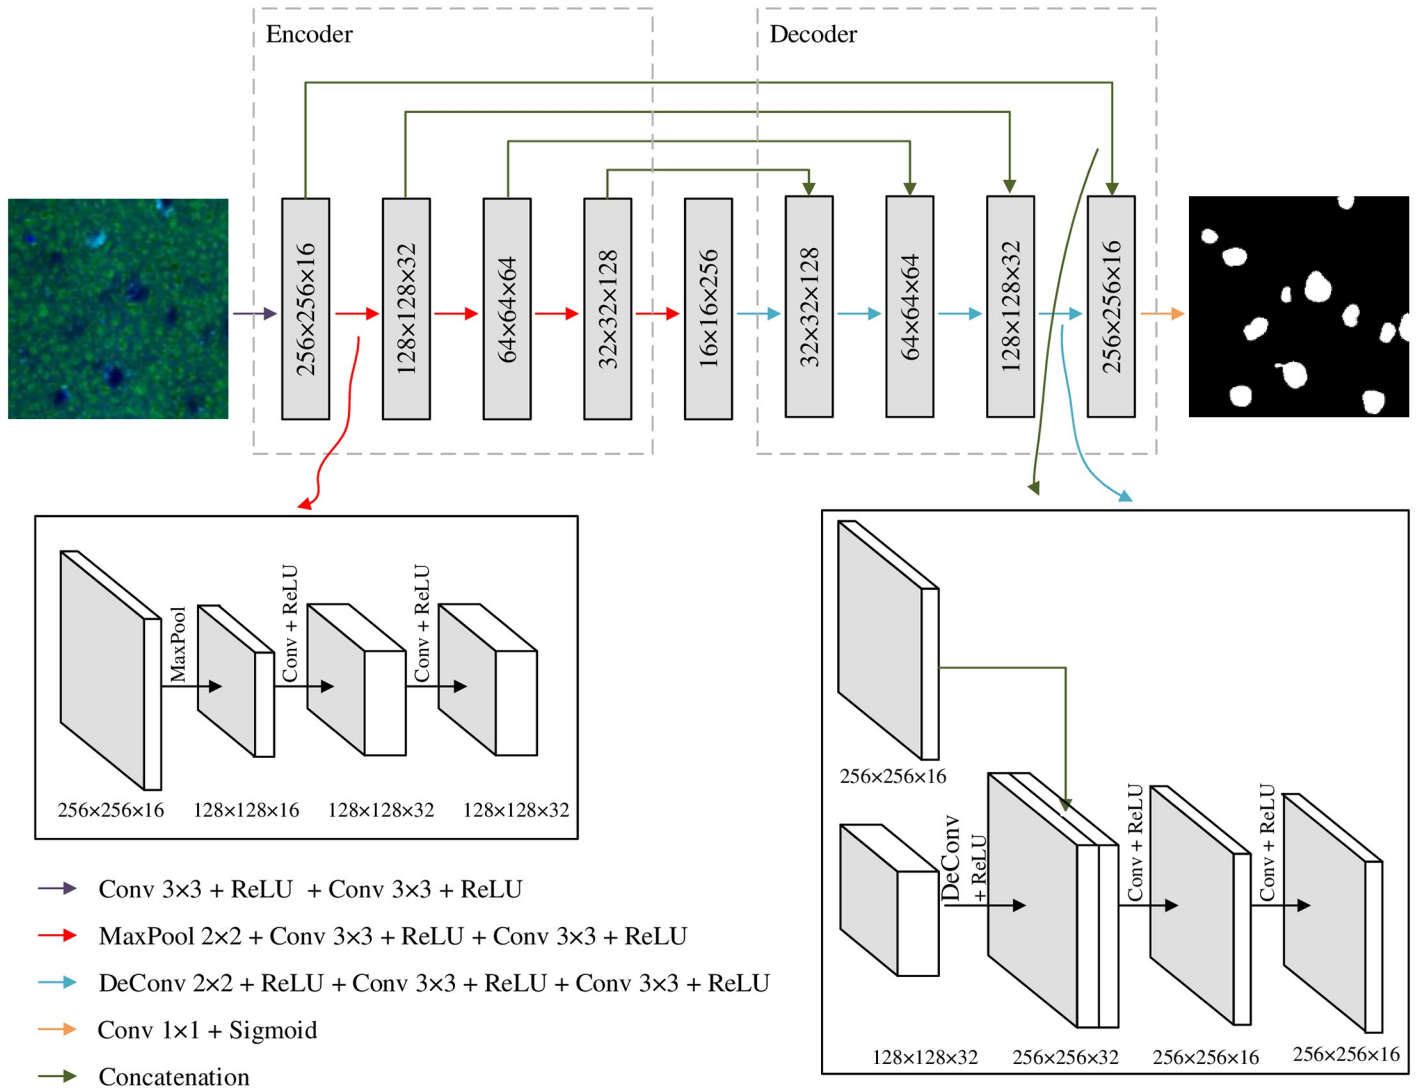 Encoder
Decoder
256×256×16
128×128×32
64×64×64
32×32×128
16×16×256
32×32×128
64×64×64
128×128×32
256×256×16
MaxPool
Conv + ReLU
Conv + ReLU
256×256×16
128×128×16
128×128×32
128×128×32
256×256×16
DeConv
+ ReLU
Conv + ReLU
Conv + ReLU
128×128×32
256×256×32
256×256×16
256×256×16
Conv 3×3 + ReLU + Conv 3×3 + ReLU
MaxPool 2×2 + Conv 3×3 + ReLU + Conv 3×3 + ReLU
DeConv 2×2 + ReLU + Conv 3×3 + ReLU + Conv 3×3 + ReLU
Conv 1×1 + Sigmoid
Concatenation